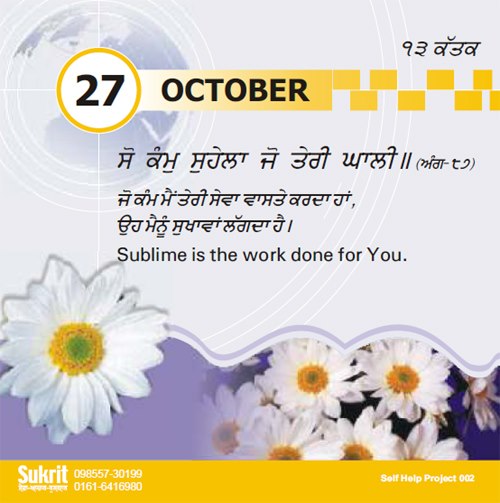 ੧੩ ਕੱਤਕ
27 OCTOBER
ਸੋ ਕੰਮੁ ਸੁਹੇਲਾ ਜੋ ਤੇਰੀ ਘਾਲੀ॥ (ਅੰਗ-੯੭)
ਜੋ ਕੰਮ ਮੈਂ ਤੇਰੀ ਸੇਵਾ ਵਾਸਤੇ ਕਰਦਾ ਹਾਂ,
ਉਹ ਮੈਨੂੰ ਸੁਖਾਵਾਂ ਲੱਗਦਾ ਹੈ।
Sublime is the work done for You.
Sukrit 098557-30199
0161-6416980
Self Help Project 002